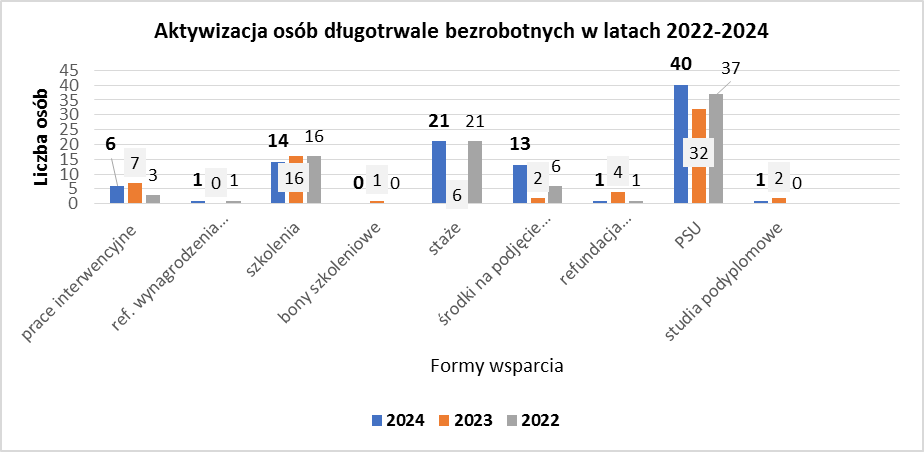 Aktywizacja osób długotrwale bezrobotnych w latach 2022-2024
Liczba osób
45
40
35
30
25
20
15
10
5
0
6 7 3
1 0 1
14 16 16
0 1 0
21 6 21
13 2 6
1 4 1
40 32 37
1 2 0
prace interwencyjne
ref. wynagrodzenia...
szkolenia
bony szkoleniowe
staże
środki na podjęcie...
refundacja...
PSU
studia podyplomowe
Formy wsparcia
2024 2023 2022